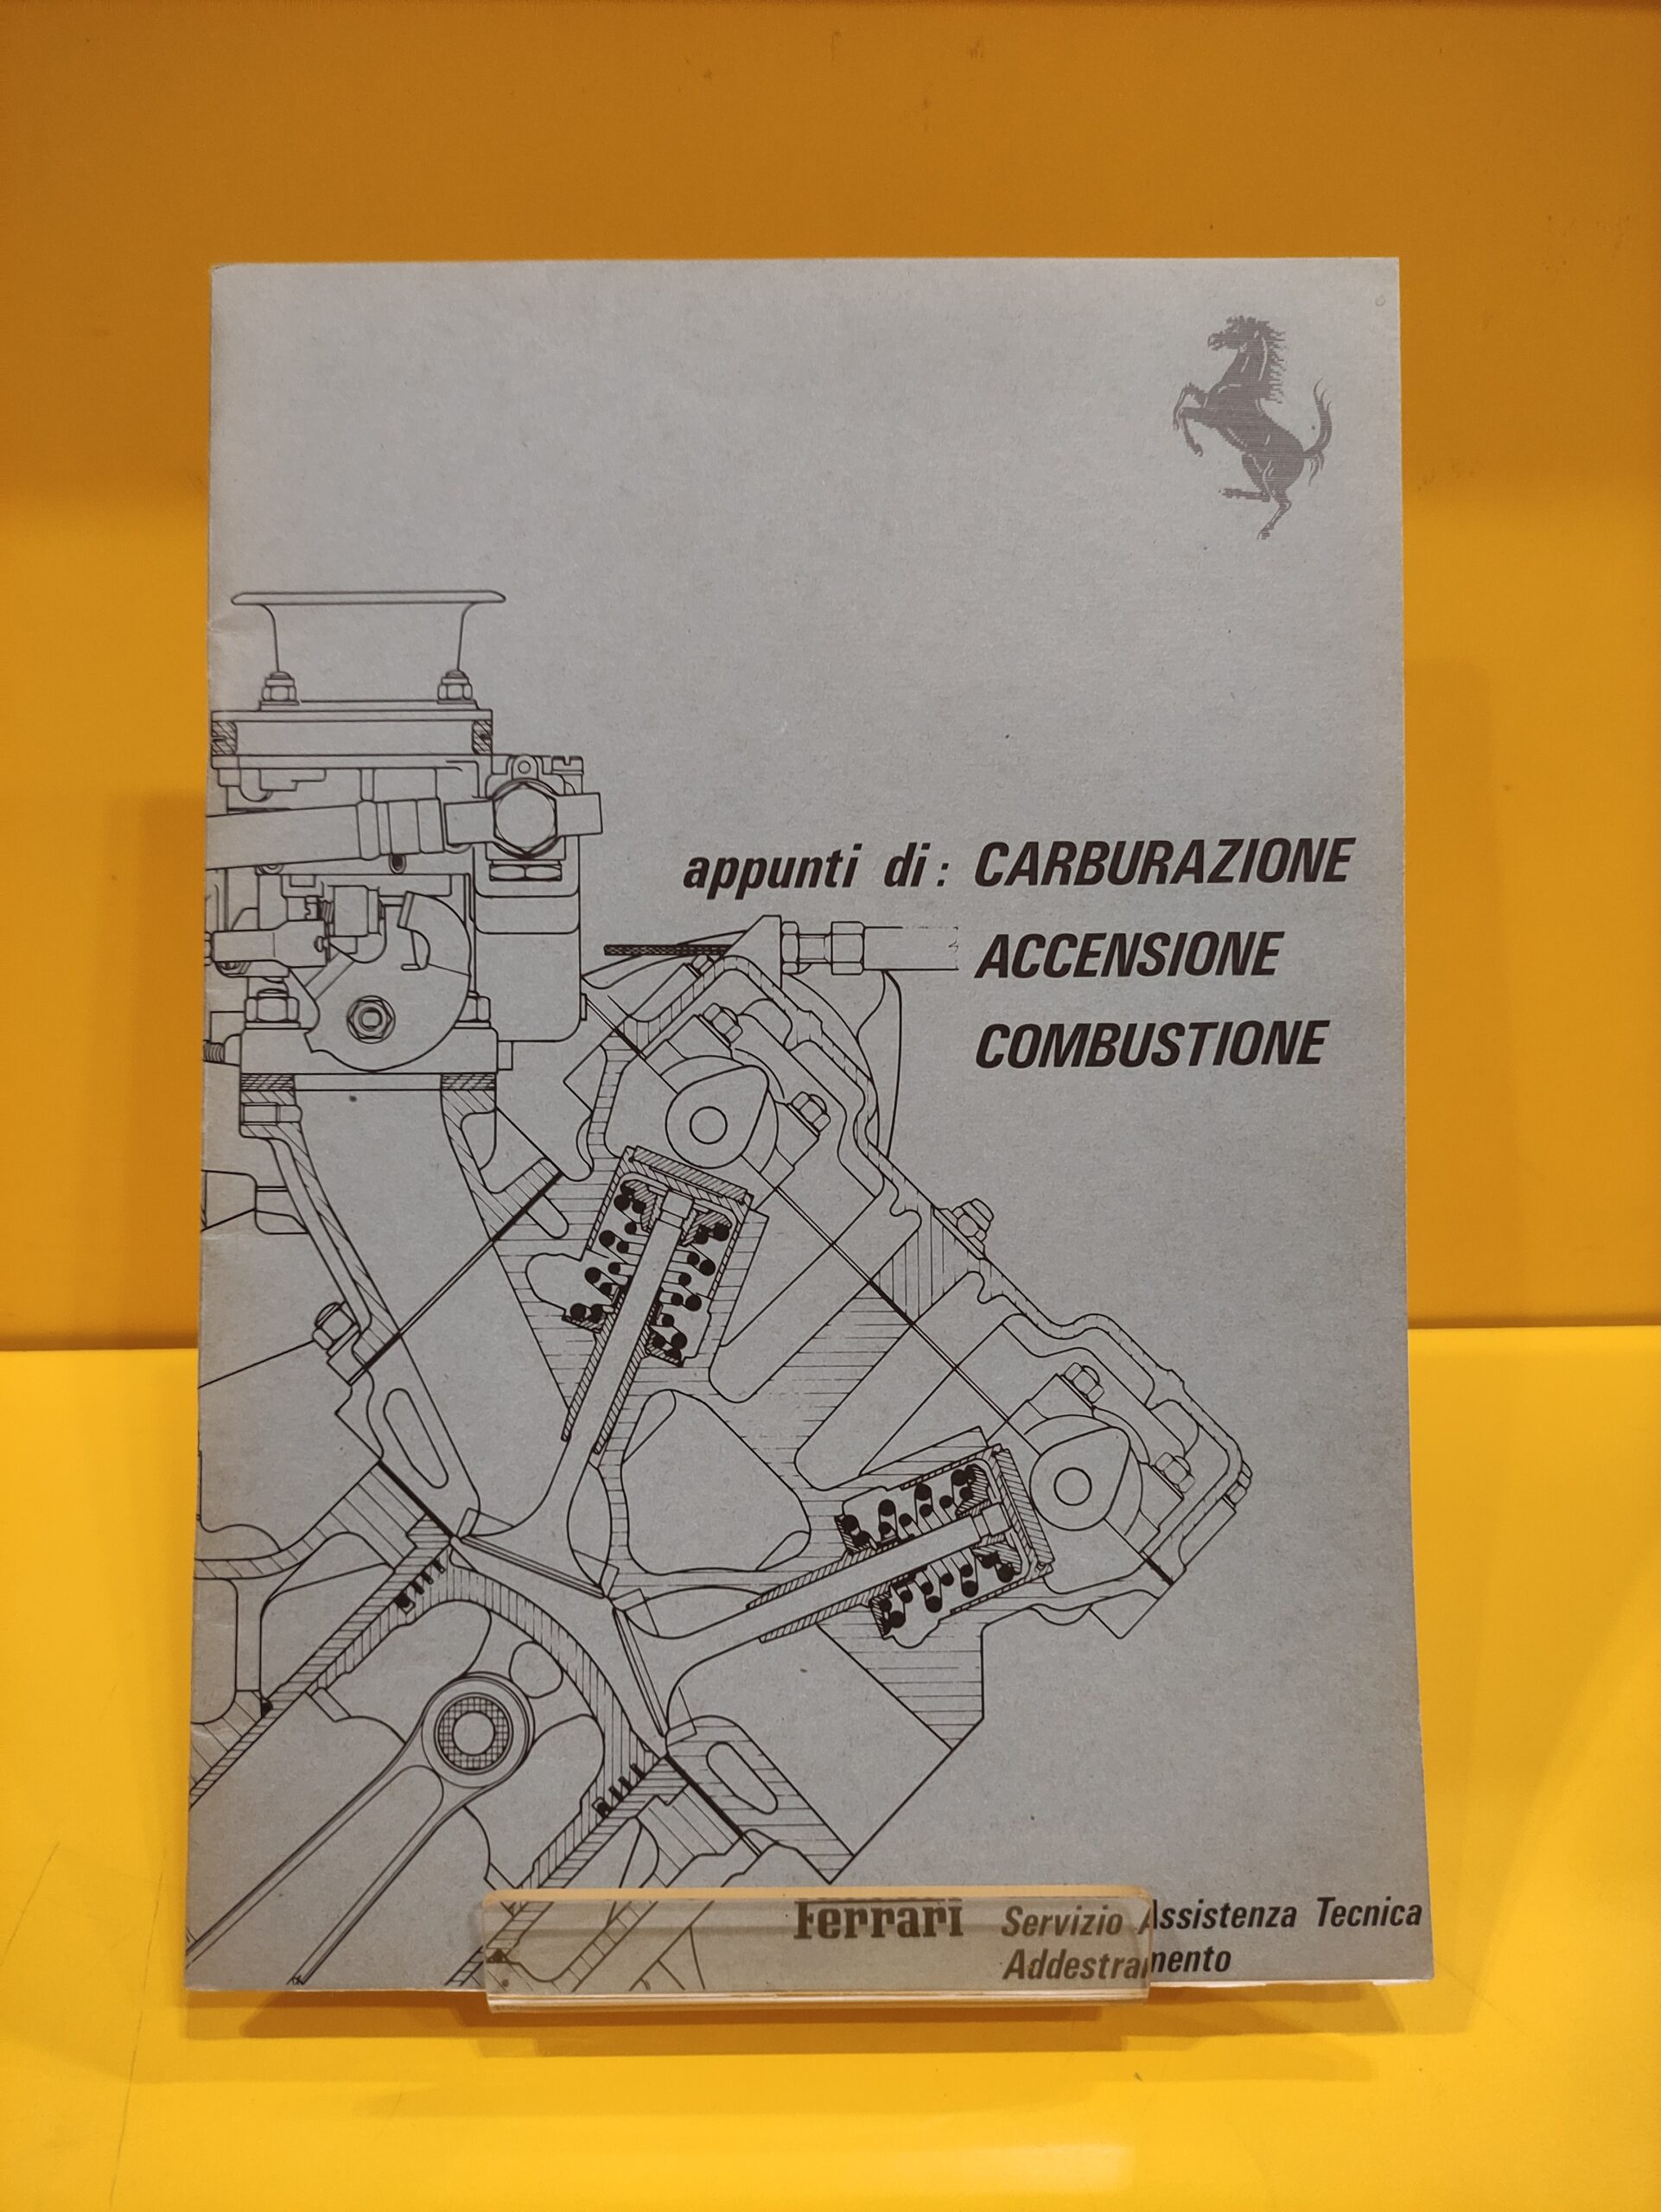 appunti di: CARBURAZIONE
ACCENSIONE
COMBUSTIONE
Ferrari Servizio Assistenza Tecnica
Addestramento